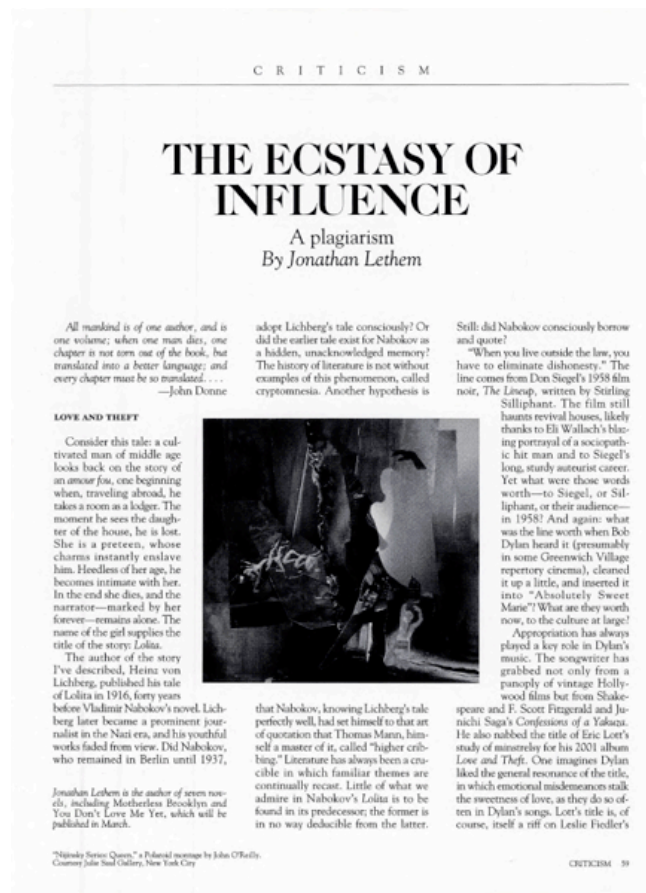 CRITICISM
THE ECSTASY OF
INFLUENCE
A plagiarism
By Jonathan Lethem
All mankind is of one author, and is
one volume; when one man dies, one
chapter is not torn out of the book, but
translated into a better language; and
every chapter must be so translated. . . .
—John Donne
LOVE AND THEFT
Consider this tale: a cul-
tivated man of middle age
looks back on the story of
an amour fou, one beginning
when, traveling abroad, he
takes a room as a lodger. The
moment he sees the daugh-
ter of the house, he is lost.
She is a preteen, whose
charms instantly enslave
him. Heedless of her age, he
becomes intimate with her.
In the end she dies, and the
narrator—marked by her
forever—remains alone. The
name of the girl supplies the
title of the story: Lolita.
The author of the story
I've described, Heinz von
Lichberg, published his tale
of Lolita in 1916, forty years
before Vladimir Nabokov's novel. Lich-
berg later became a prominent jour-
nalist in the Nazi era, and his youthful
works faded from view. Did Nabokov,
who remained in Berlin until 1937,
Jonathan Lethem is the author of seven nov-
els, including Motherless Brooklyn and
You Don't Love Me Yet, which will be
published in March.
adopt Lichberg's tale consciously? Or
did the earlier tale exist for Nabokov as
a hidden, unacknowledged memory?
The history of literature is not without
examples of this phenomenon, called
cryptomnesia. Another hypothesis is
that Nabokov, knowing Lichberg's tale
perfectly well, had set himself to that art
of quotation that Thomas Mann, him-
self a master of it, called "higher crib-
bing." Literature has always been a cru-
cible in which familiar themes are
continually recast. Little of what we
admire in Nabokov's Lolita is to be
found in its predecessor; the former is
in no way deducible from the latter.
Still: did Nabokov consciously borrow
and quote?
"When you live outside the law, you
have to eliminate dishonesty." The
line comes from Don Siegel's 1958 film
noir, The Lineup, written by Stirling
Silliphant. The film still
haunts revival houses, likely
thanks to Eli Wallach's blaz-
ing portrayal of a sociopath-
ic hit man and to Siegel's
long, sturdy auteurist career.
Yet what were those words
worth—to Siegel, or Sil-
liphant, or their audience—
in 1958? And again: what
was the line worth when Bob
Dylan heard it (presumably
in some Greenwich Village
repertory cinema), cleaned
it up a little, and inserted it
into "Absolutely Sweet
Marie"? What are they worth
now, to the culture at large?
Appropriation has always
played a key role in Dylan's
music. The songwriter has
grabbed not only from a
panoply of vintage Holly-
wood films but from Shake-
speare and F. Scott Fitzgerald and Ju-
nichi Saga's Confessions of a Yakuza.
He also nabbed the title of Eric Lott's
study of minstrelsy for his 2001 album
Love and Theft. One imagines Dylan
liked the general resonance of the title,
in which emotional misdemeanors stalk
the sweetness of love, as they do so of-
ten in Dylan's songs. Lott's title is, of
course, itself a riff on Leslie Fiedler's
"Nijinsky Series: Queen," a Polaroid montage by John O'Reilly.
Courtesy Julie Saul Gallery, New York City
CRITICISM 59